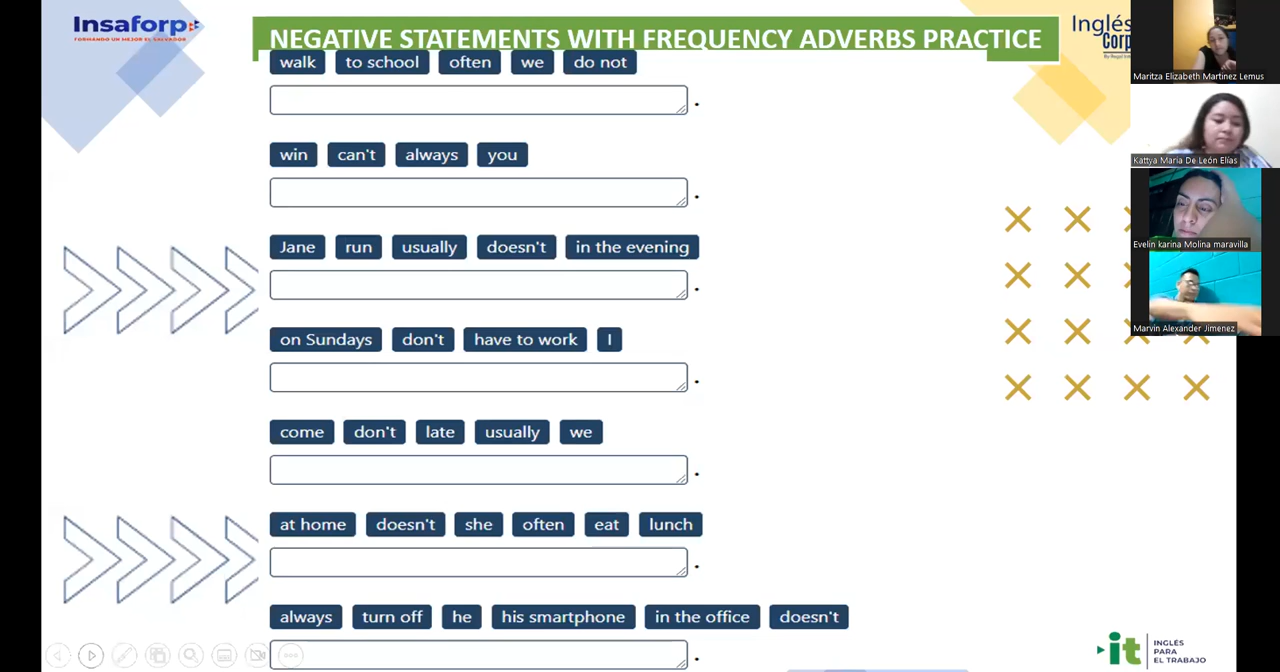 Insaforp
FORMANDO UN MEJOR EL SALVADOR
NEGATIVE STATEMENTS WITH FREQUENCY ADVERBS PRACTICE
Inglés
Corp
walk to school often we do not
.
win can't always you
.
Jane run usually doesn't in the evening
.
on Sundays don't have to work I
.
come don't late usually we
.
at home doesn't she often eat lunch
.
always turn off he his smartphone in the office doesn't
.
Maritza Elizabeth Martinez Lemus
Kattya María De León Elías
Evelin karina Molina maravilla
Marvin Alexander Jimenez
it
INGLÉS
PARA
EL TRABAJO